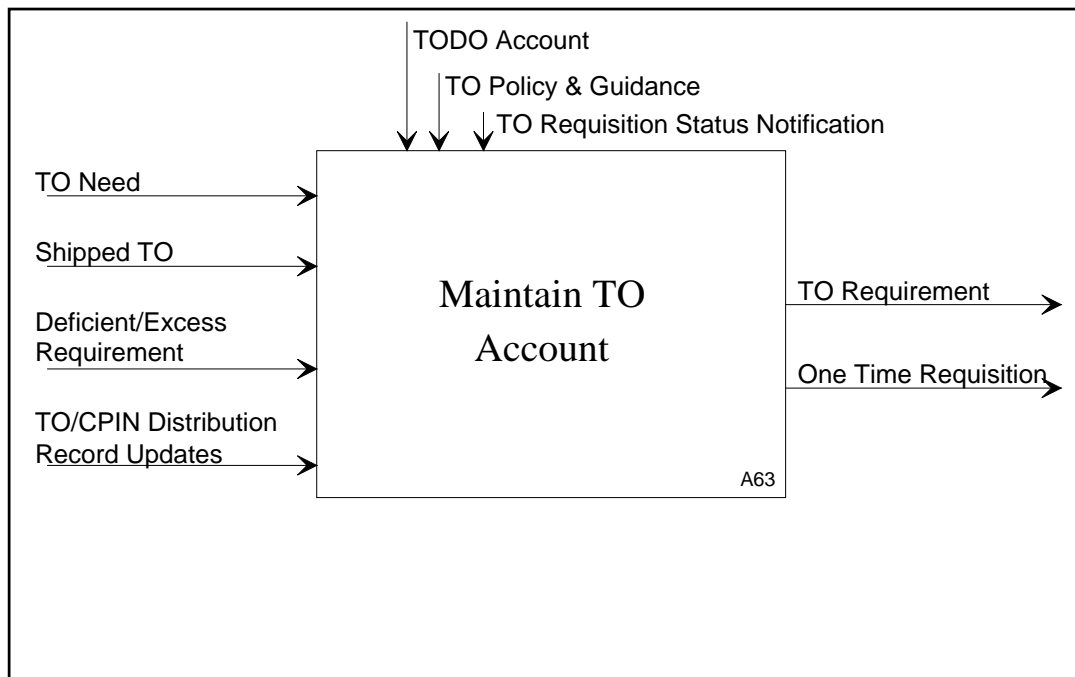 TODO Account
TO Policy & Guidance
TO Requisition Status Notification
TO Need
Shipped TO
Deficient/Excess
Requirement
TO/CPIN Distribution
Record Updates
Maintain TO
Account
A63
TO Requirement
One Time Requisition